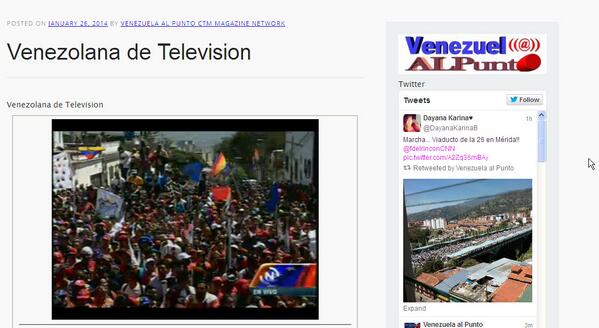 POSTED ON JANUARY 26, 2014 BY VENEZUELA AL PUNTO CTM MAGAZINE NETWORK
Venezolana de Television
Venezolana de Television
EN VIVO
Venezuel
ALPunto
Twitter
Tweets
Follow
Dayana Karina♥ 1h
@DayanaKarinaB
Marcha... Viaducto de la 26 en Mérida!!
@fdelrinconCNN
pic.twitter.com/A2Zq36mBAy
Retweeted by Venezuela al Punto
Expand
Venezuela al Punto 3m